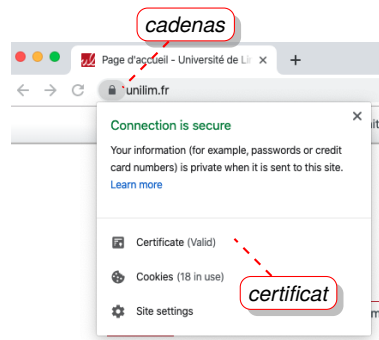 cadenas
Page d'accueil - Université de Li
unilim.fr
Connection is secure
Your information (for example, passwords or credit
card numbers) is private when it is sent to this site.
Learn more
Certificate (Valid)
Cookies (18 in use)
certificat
Site settings